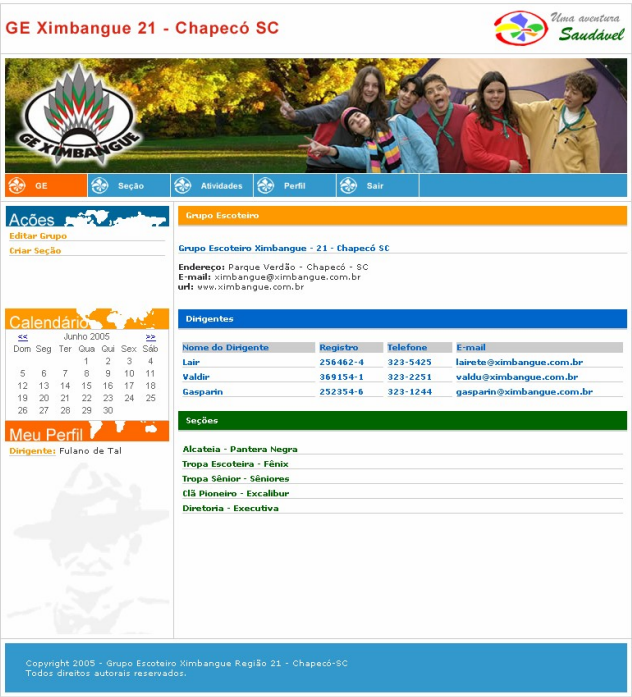 GE Ximbangue 21 - Chapecó SC
Uma aventura
Saudável
GE XIMBANGUE
GE Seção Atividades Perfil Sair
Ações
Editar Grupo
Criar Seção
Calendário
<< Junho 2005 >>
Dom Seg Ter Qua Qui Sex Sáb
1 2 3 4
5 6 7 8 9 10 11
12 13 14 15 16 17 18
19 20 21 22 23 24 25
26 27 28 29 30
Meu Perfil
Dirigente: Fulano de Tal
Grupo Escoteiro
Grupo Escoteiro Ximbangue - 21 - Chapecó SC
Endereço: Parque Verdão - Chapecó - SC
E-mail: ximbangue@ximbangue.com.br
url: www.ximbangue.com.br
Dirigentes
Nome do Dirigente Registro Telefone E-mail
Lair 256462-4 323-5425 lairete@ximbangue.com.br
Valdir 369154-1 323-2251 valdu@ximbangue.com.br
Gasparin 252354-6 323-1244 gasparin@ximbangue.com.br
Seções
Alcateia - Pantera Negra
Tropa Escoteira - Fênix
Tropa Sênior - Sêniores
Clã Pioneiro - Excalibur
Diretoria - Executiva
Copyright 2005 - Grupo Escoteiro Ximbangue Região 21 - Chapecó-SC
Todos direitos autorais reservados.